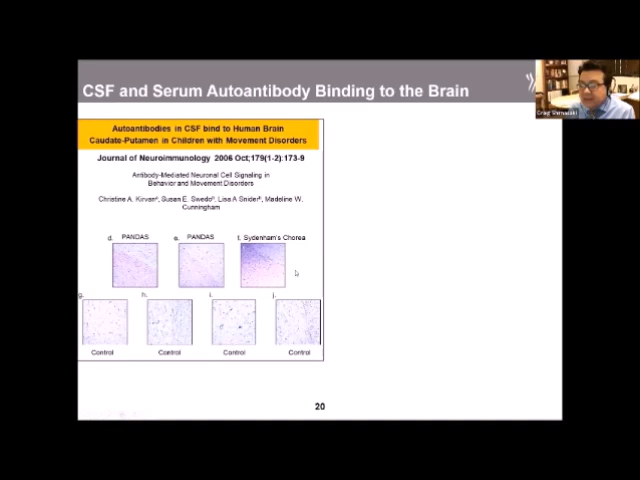 CSF and Serum Autoantibody Binding to the Brain
Autoantibodies in CSF bind to Human Brain
Caudate-Putamen in Children with Movement Disorders
Journal of Neuroimmunology 2006 Oct;179(1-2):173-9
Antibody-Mediated Neuronal Cell Signaling in
Behavior and Movement Disorders
Christine A. Kirvan, Susan E. Swedo, Lisa A Snider, Madeline W.
Cunningham
d. PANDAS e. PANDAS f. Sydenham's Chorea
g. h. i. j.
Control Control Control Control
20
Craig Shimasaki